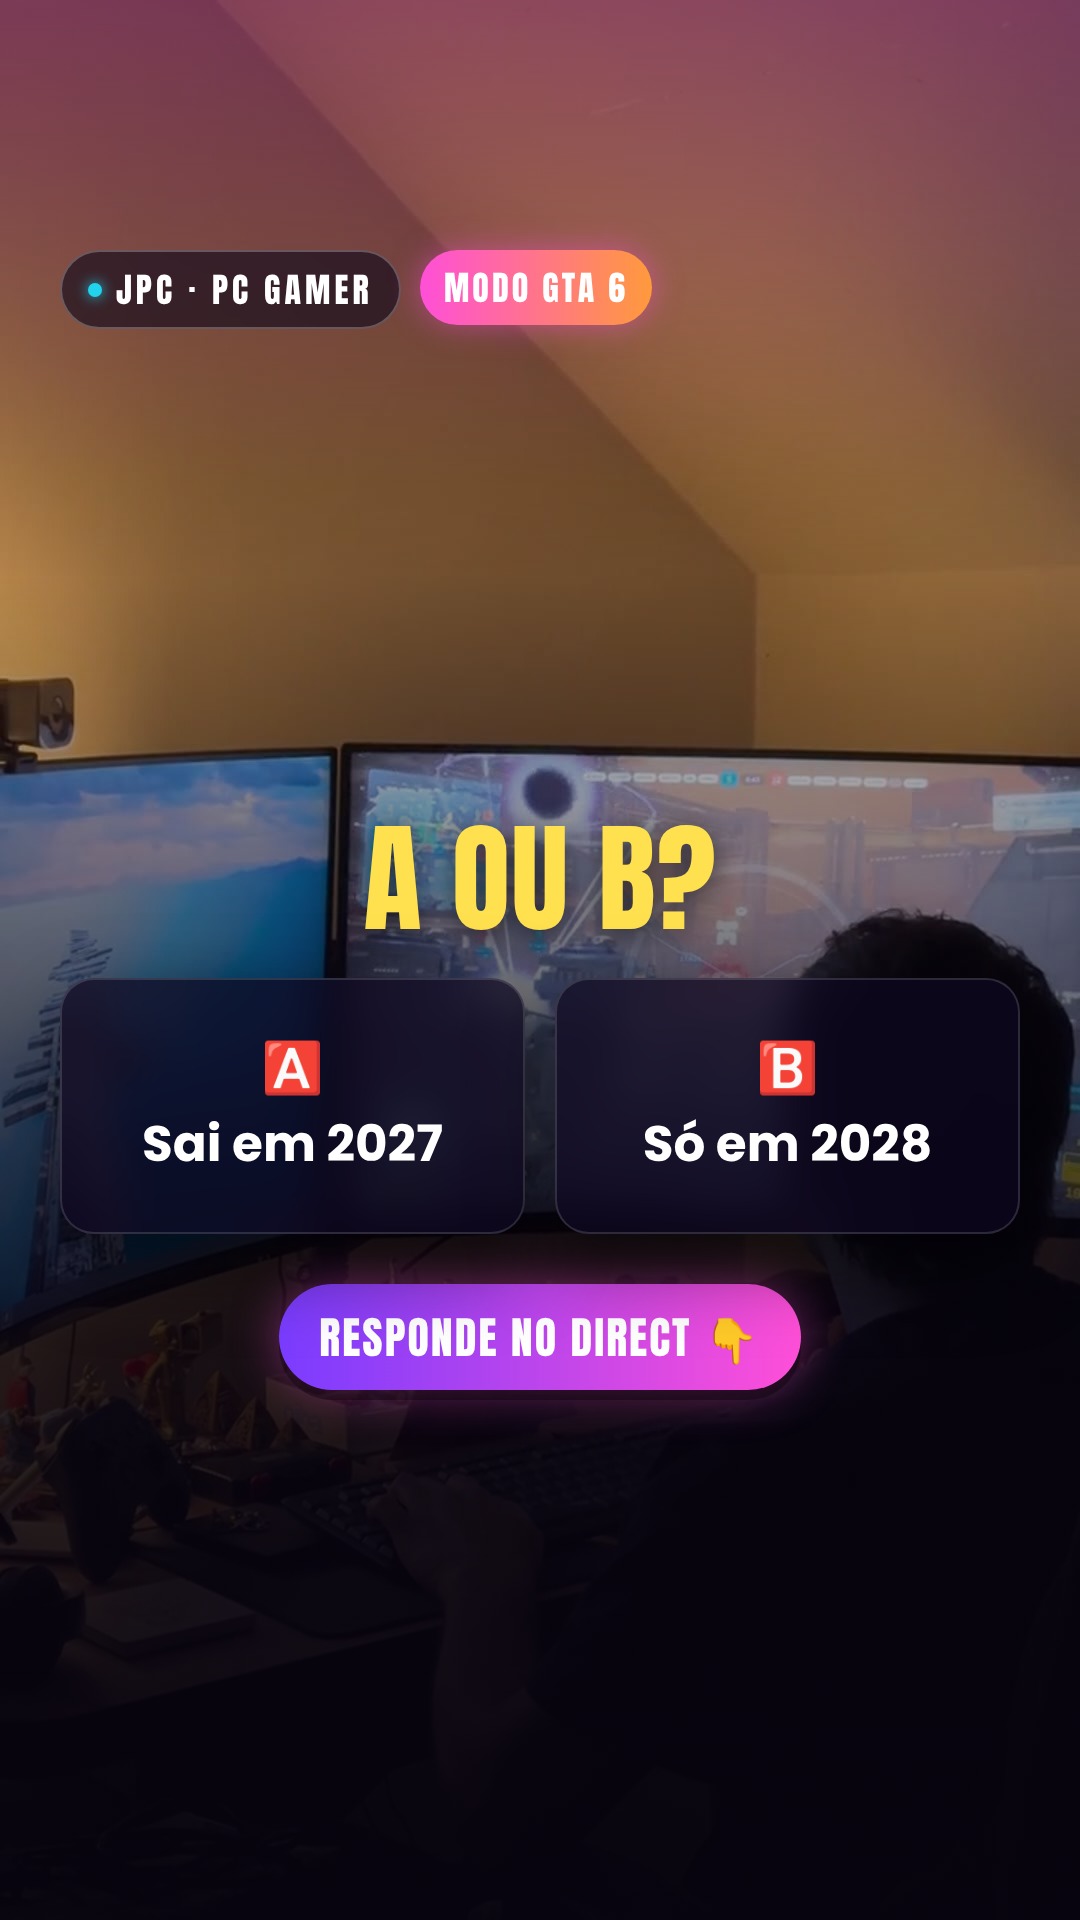 JPC · PC GAMER
MODO GTA 6
A OU B?
🅰️
Sai em 2027
🅱️
Só em 2028
RESPONDE NO DIRECT 👇